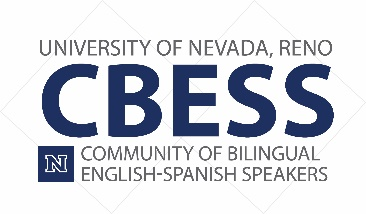 UNIVERSITY OF NEVADA, RENO
CBESS
N COMMUNITY OF BILINGUAL
ENGLISH-SPANISH SPEAKERS